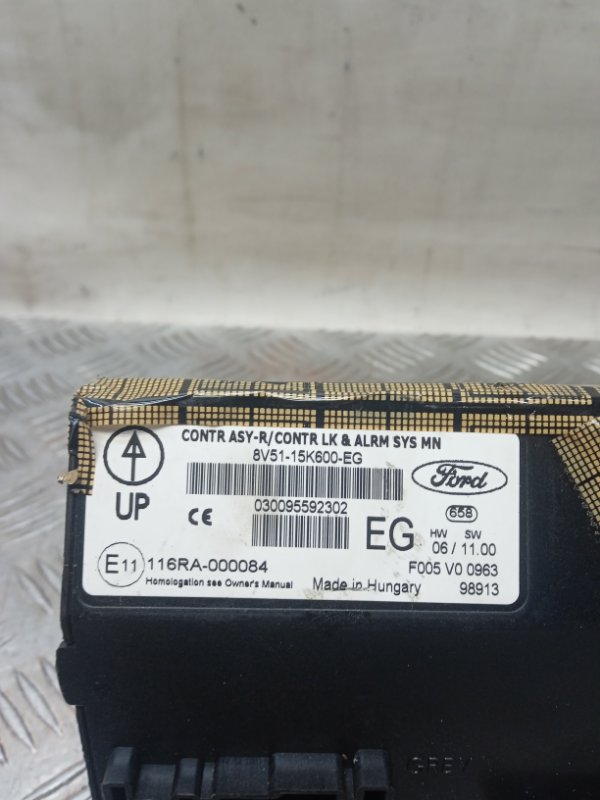 CONTR ASY-R/CONTR LK & ALRM SYS MN
8V51-15K600-EG
Ford
UP
CE
030095592302
EG
658
HW SW
06 / 11.00
E11 116RA-000084
F005 V0 0963
Homologation see Owner's Manual
Made in Hungary
98913
GREY